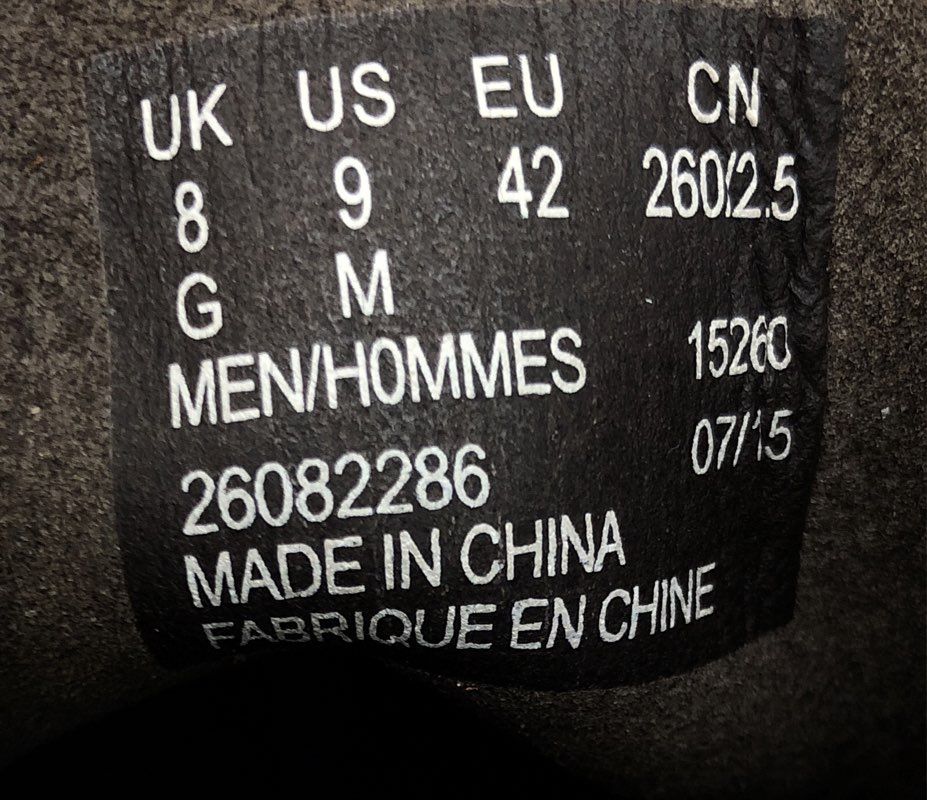 UK US EU CN
8 9 42 260/2.5
G M
MEN/HOMMES 15260
26082286 07/15
MADE IN CHINA
FABRIQUE EN CHINE